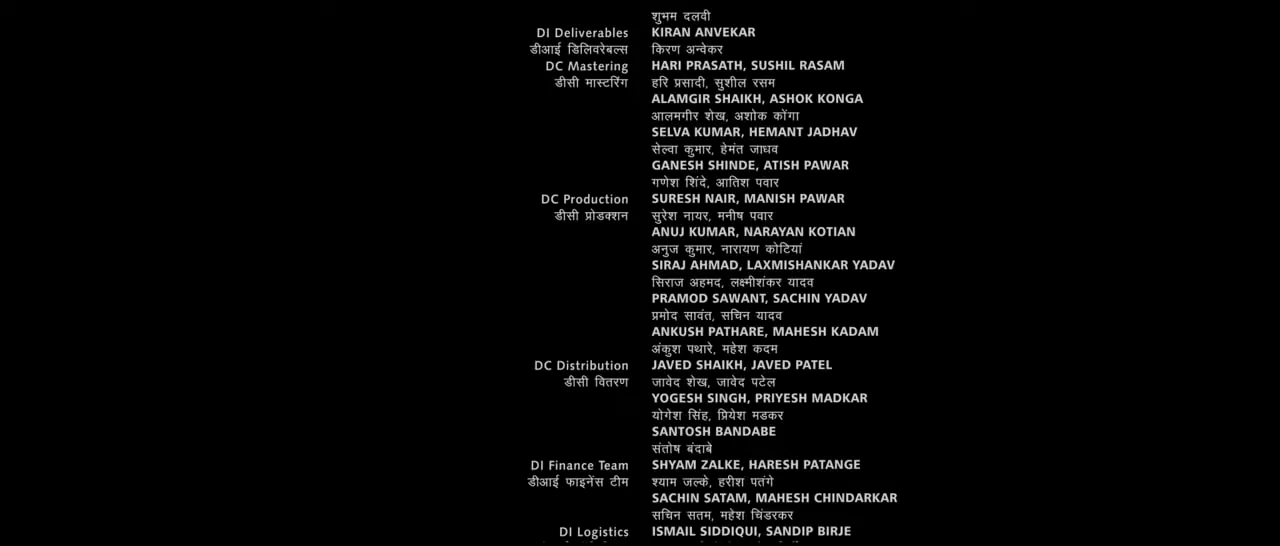 शुभम दलवी
DI Deliverables KIRAN ANVEKAR
डीआई डिलिवरेबल्स किरण अन्वेकर
DC Mastering HARI PRASATH, SUSHIL RASAM
डीसी मास्टरिंग हरि प्रसादी, सुशील रसम
ALAMGIR SHAIKH, ASHOK KONGA
आलमगीर शेख, अशोक कोंगा
SELVA KUMAR, HEMANT JADHAV
सेल्वा कुमार, हेमंत जाधव
GANESH SHINDE, ATISH PAWAR
गणेश शिंदे, आतिश पवार
DC Production SURESH NAIR, MANISH PAWAR
डीसी प्रोडक्शन सुरेश नायर, मनीष पवार
ANUJ KUMAR, NARAYAN KOTIAN
अनुज कुमार, नारायण कोटियां
SIRAJ AHMAD, LAXMISHANKAR YADAV
सिराज अहमद, लक्ष्मीशंकर यादव
PRAMOD SAWANT, SACHIN YADAV
प्रमोद सावंत, सचिन यादव
ANKUSH PATHARE, MAHESH KADAM
अंकुश पथारे, महेश कदम
DC Distribution JAVED SHAIKH, JAVED PATEL
डीसी वितरण जावेद शेख, जावेद पटेल
YOGESH SINGH, PRIYESH MADKAR
योगेश सिंह, प्रियेश मडकर
SANTOSH BANDABE
संतोष बंदाबे
DI Finance Team SHYAM ZALKE, HARESH PATANGE
डीआई फाइनेंस टीम श्याम जल्के, हरीश पतंगे
SACHIN SATAM, MAHESH CHINDARKAR
सचिन सतम, महेश चिंडरकर
DI Logistics ISMAIL SIDDIQUI, SANDIP BIRJE